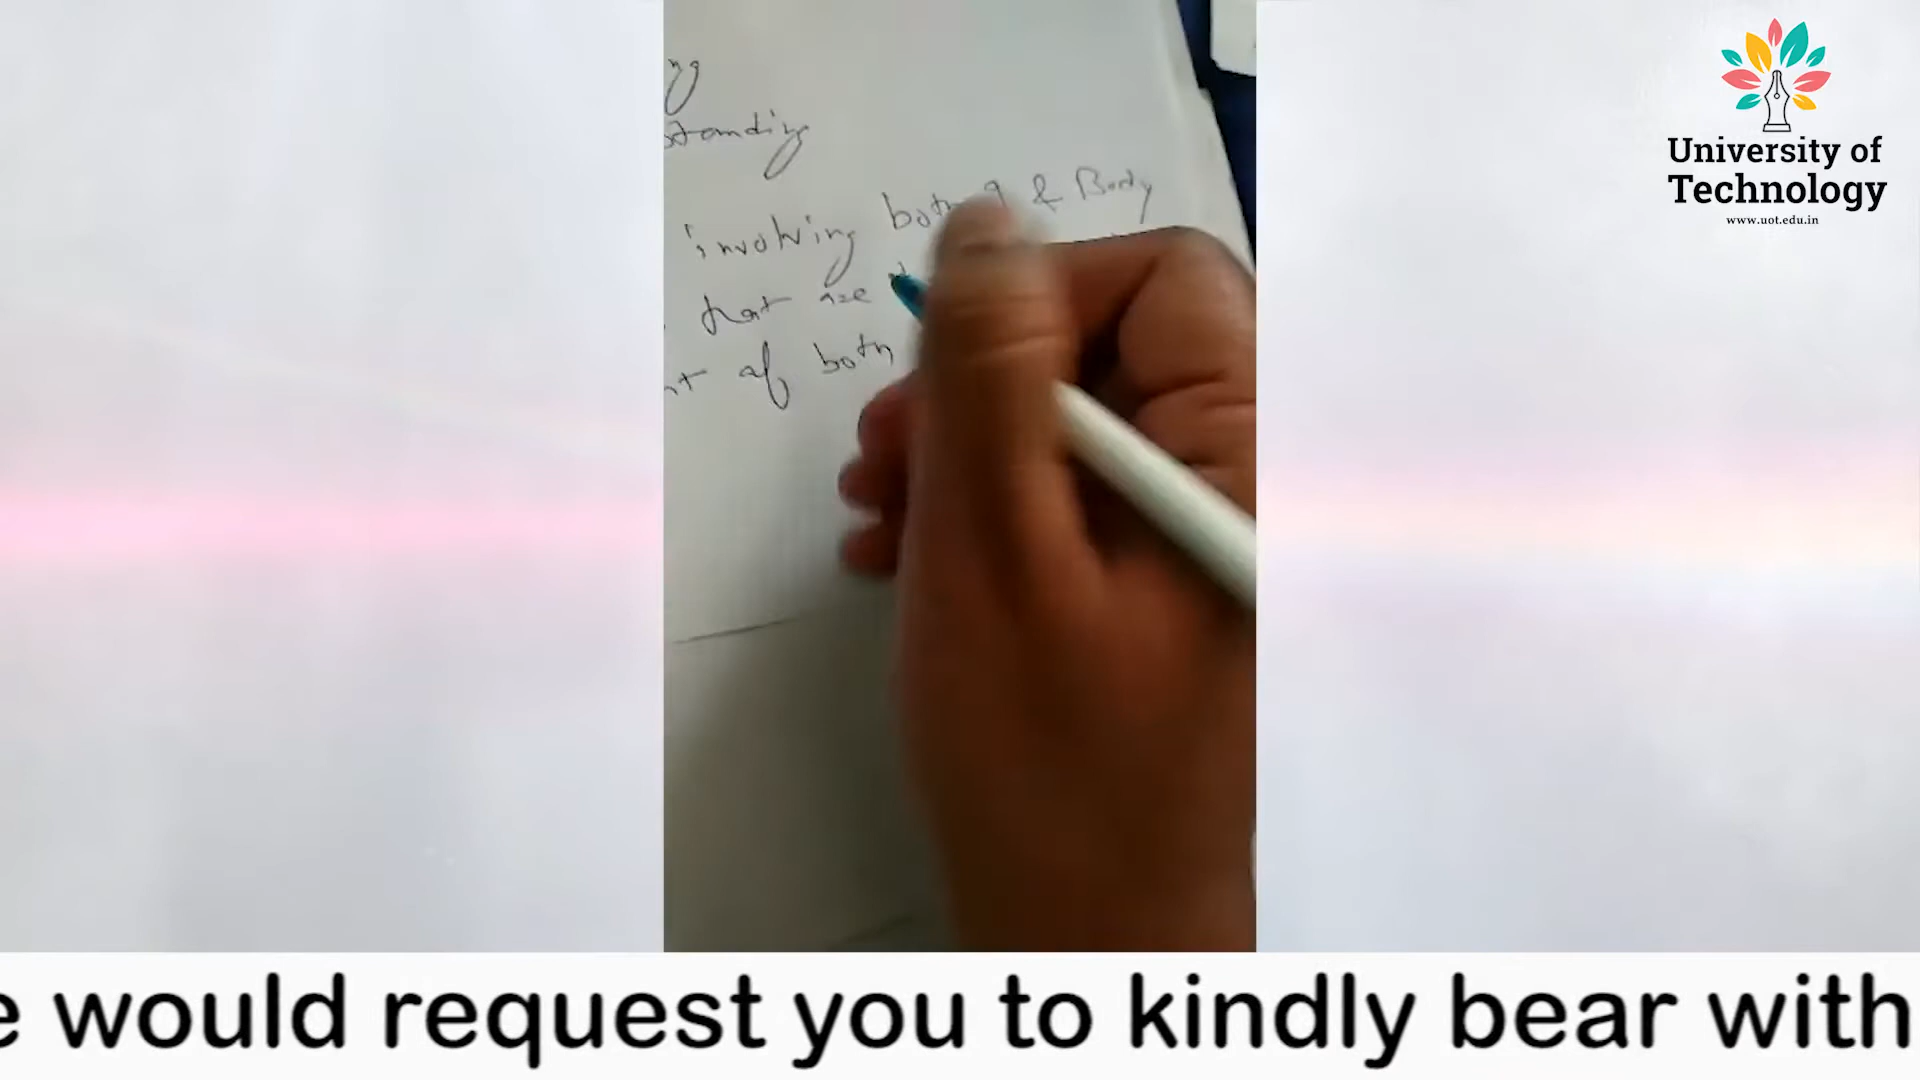 University of
Technology
www.uot.edu.in
involving both & Body
that are
of both
e would request you to kindly bear with